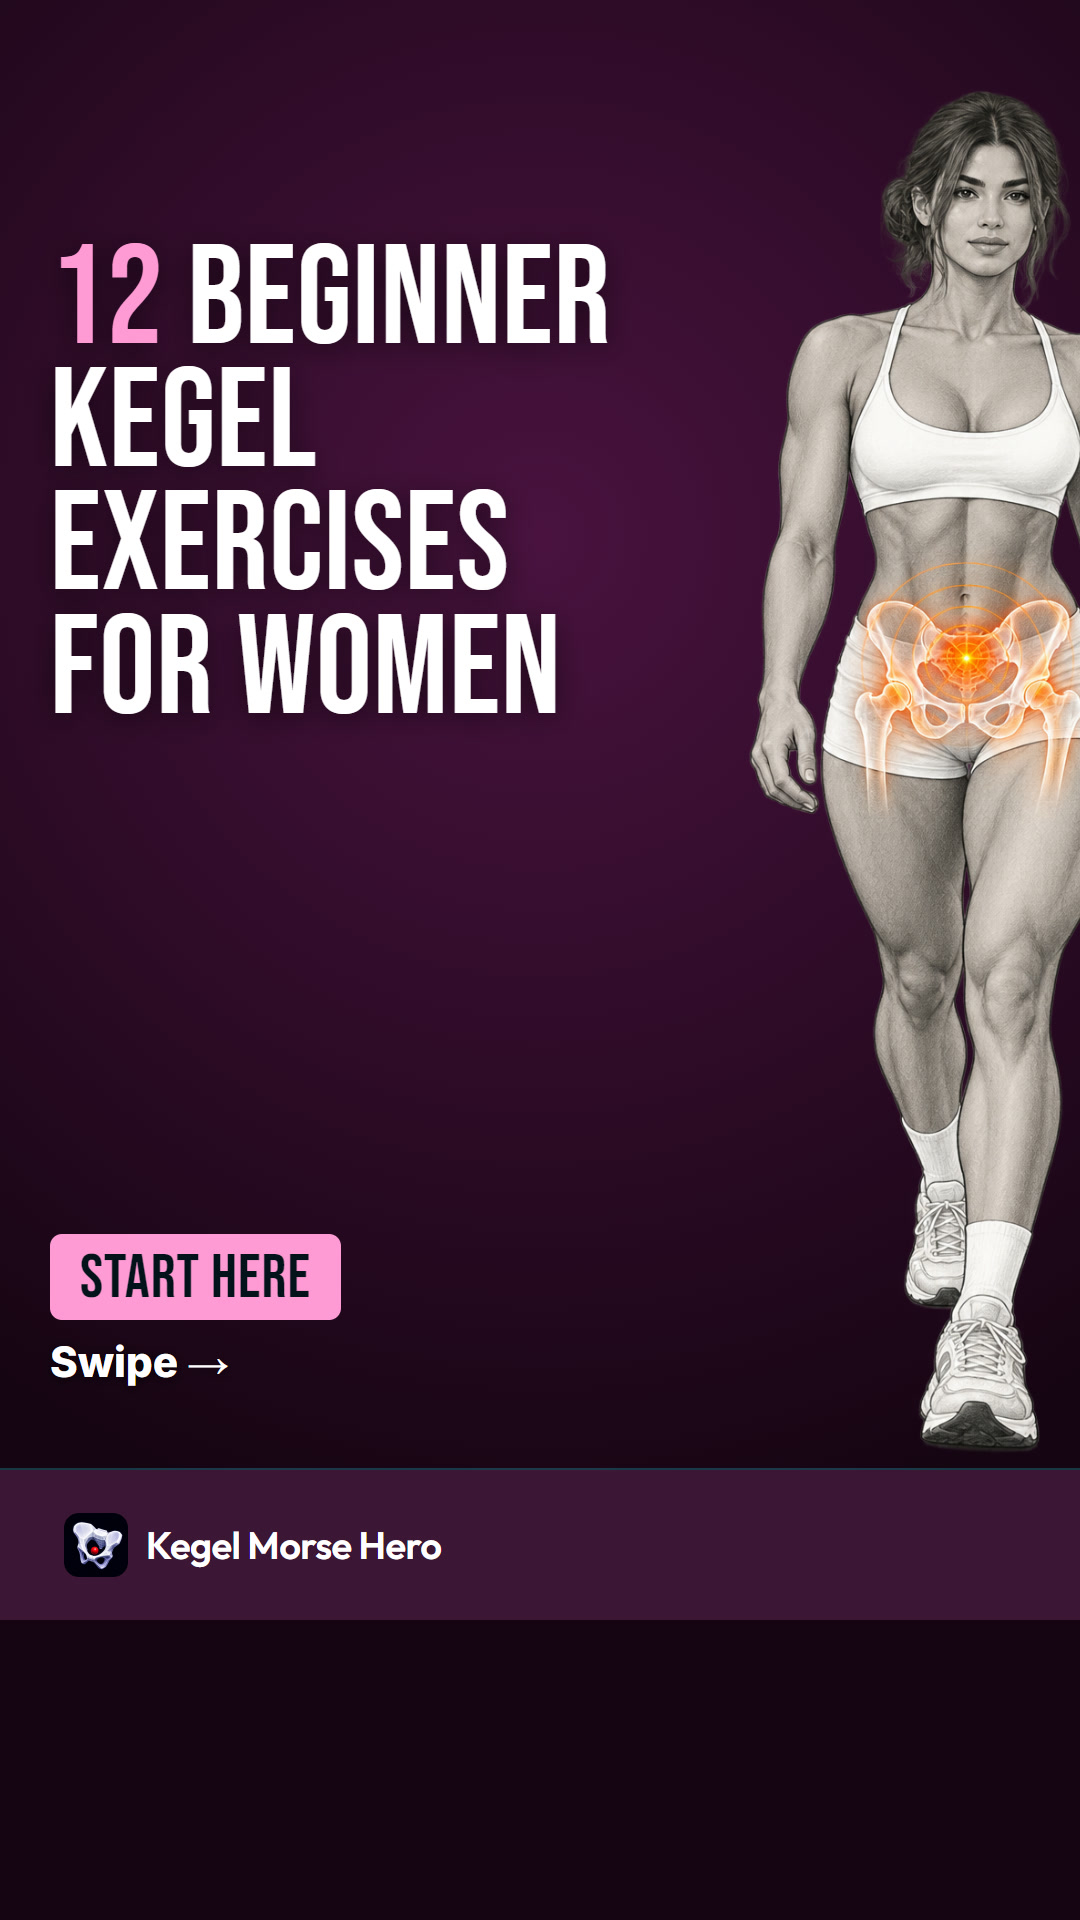 12 BEGINNER
KEGEL
EXERCISES
FOR WOMEN
START HERE
Swipe →
Kegel Morse Hero